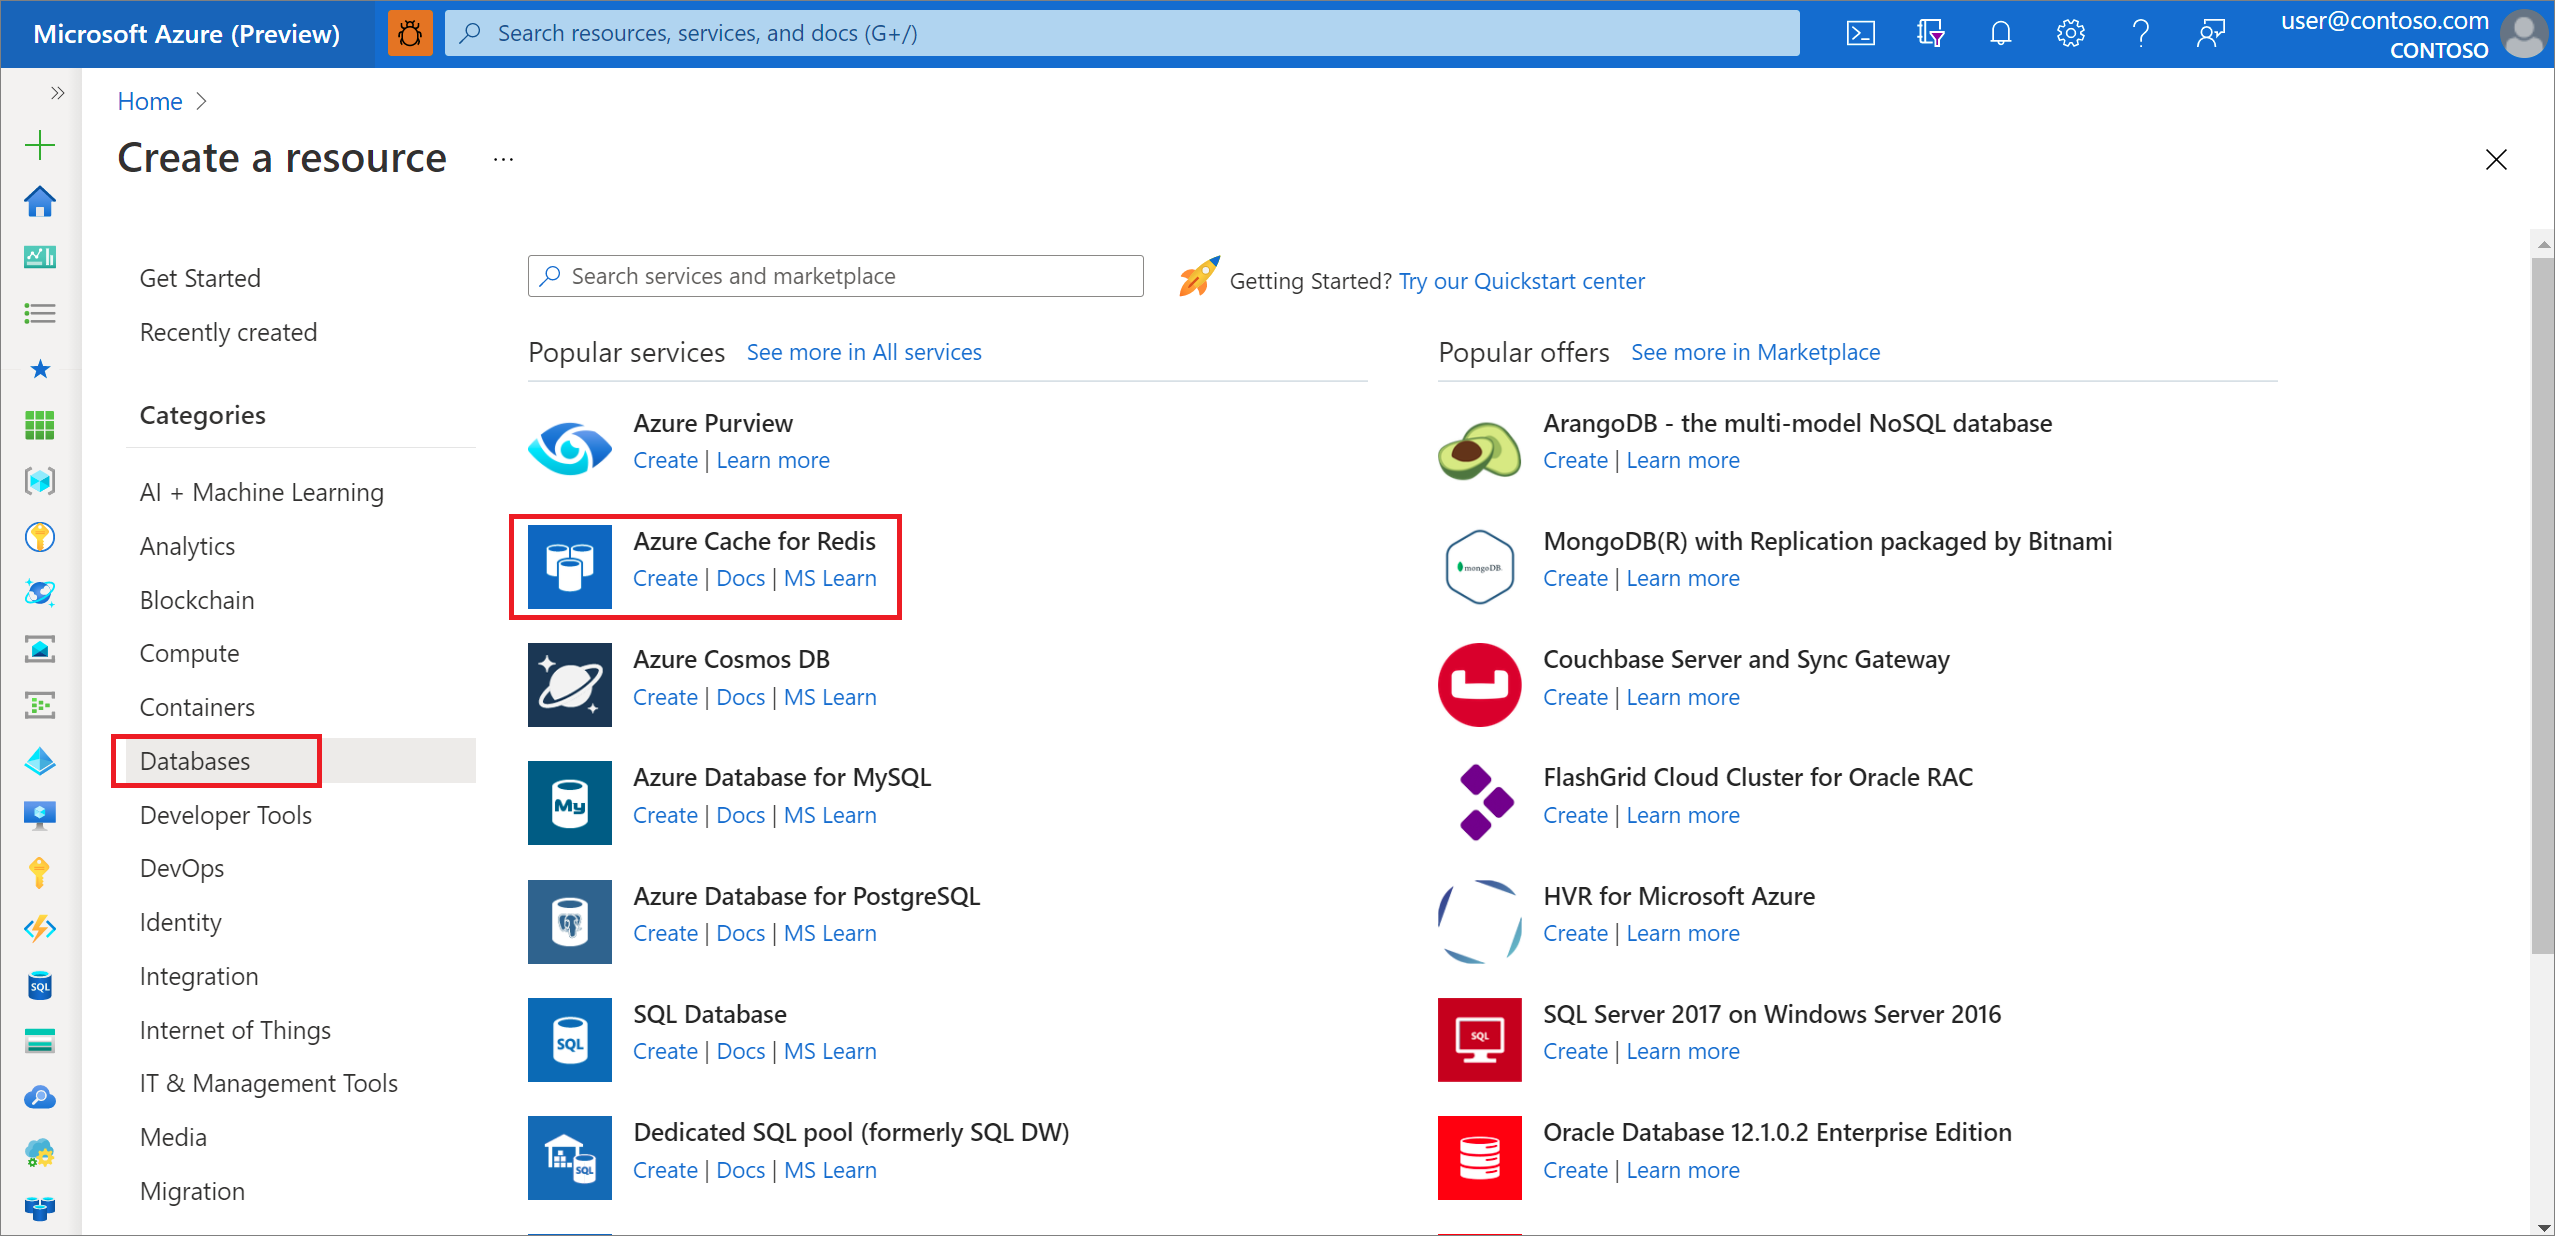 Microsoft Azure (Preview)
Search resources, services, and docs (G+/)
user@contoso.com
CONTOSO
Home
Create a resource
...
Get Started
Recently created
Categories
AI + Machine Learning
Analytics
Blockchain
Compute
Containers
Databases
Developer Tools
DevOps
Identity
Integration
Internet of Things
IT & Management Tools
Media
Migration
Search services and marketplace
Getting Started? Try our Quickstart center
Popular services See more in All services
Azure Purview
Create | Learn more
Azure Cache for Redis
Create | Docs | MS Learn
Azure Cosmos DB
Create | Docs | MS Learn
My
Azure Database for MySQL
Create | Docs | MS Learn
Azure Database for PostgreSQL
Create | Docs | MS Learn
SQL
SQL Database
Create | Docs | MS Learn
SQL
Dedicated SQL pool (formerly SQL DW)
Create | Docs | MS Learn
Popular offers See more in Marketplace
ArangoDB - the multi-model NoSQL database
Create | Learn more
mongoDB
MongoDB(R) with Replication packaged by Bitnami
Create | Learn more
Couchbase Server and Sync Gateway
Create | Learn more
FlashGrid Cloud Cluster for Oracle RAC
Create | Learn more
HVR for Microsoft Azure
Create | Learn more
SQL
SQL Server 2017 on Windows Server 2016
Create | Learn more
Oracle Database 12.1.0.2 Enterprise Edition
Create | Learn more
SQL